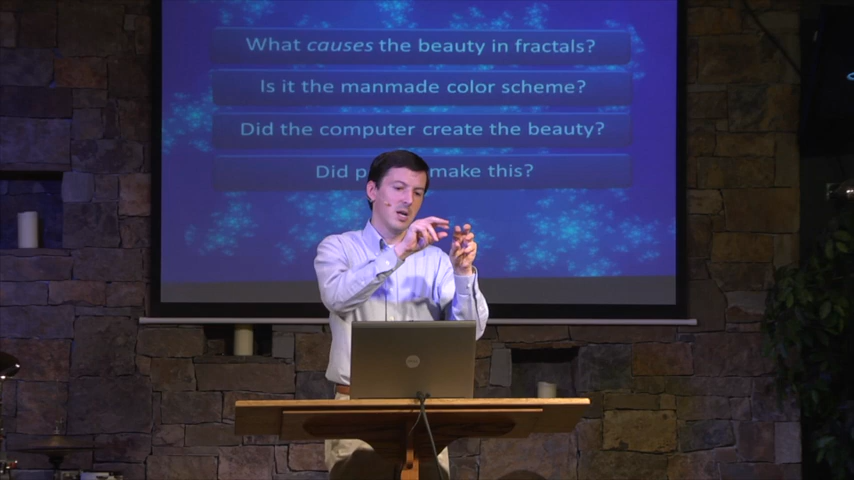 What causes the beauty in fractals?
Is it the manmade color scheme?
Did the computer create the beauty?
Did make this?